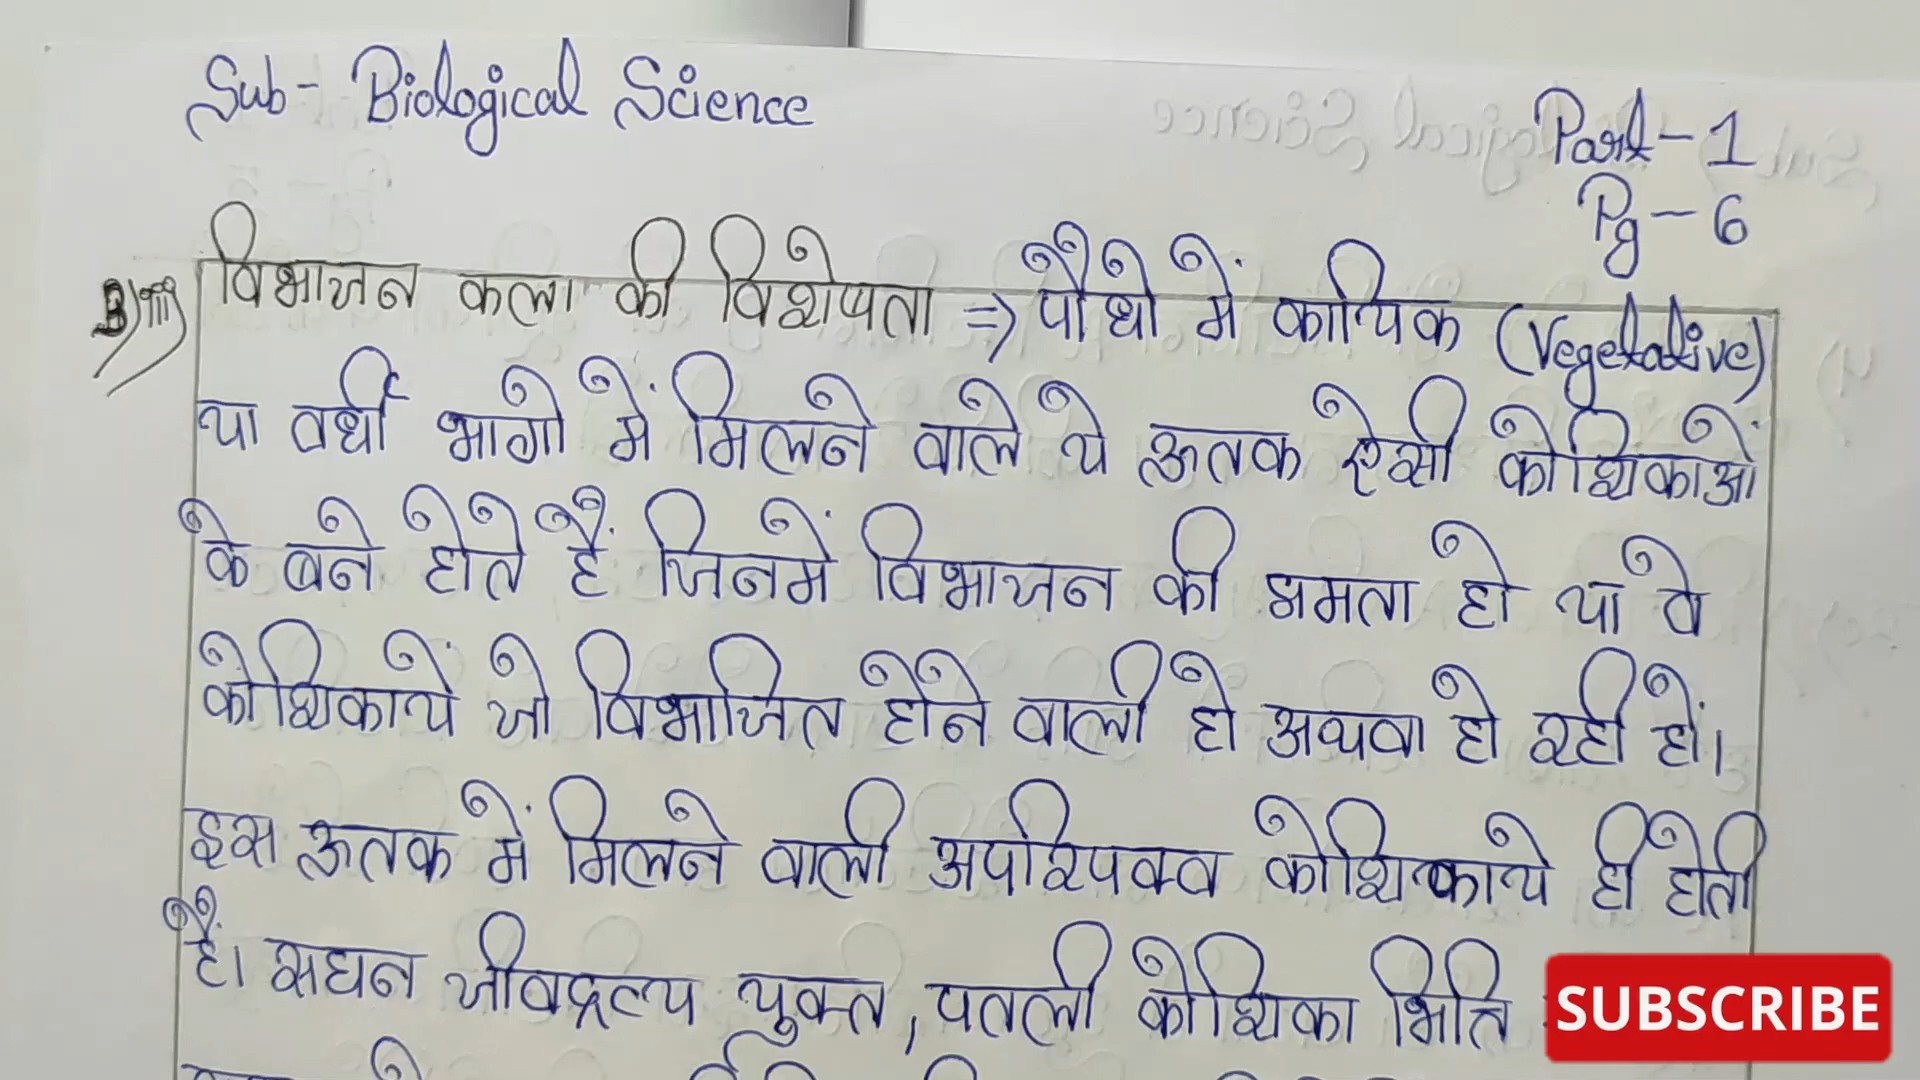 Sub- Biological Science
Part-1
Pg-6
3)iii) विभाजन कला की विशेषता => पौधो में कायिक (Vegetative)
या वर्धी भागो में मिलने वाले ये ऊतक ऐसी कोशिकाओं
के बने होते हैं जिनमें विभाजन की क्षमता हो या वे
कोशिकाये जो विभाजित होने वाली हो अथवा हो रही हों।
इस ऊतक में मिलने वाली अपरिपक्व कोशिकाये ही होती
हैं। सघन जीवद्रव्य युक्त, पतली कोशिका भित्ति
SUBSCRIBE